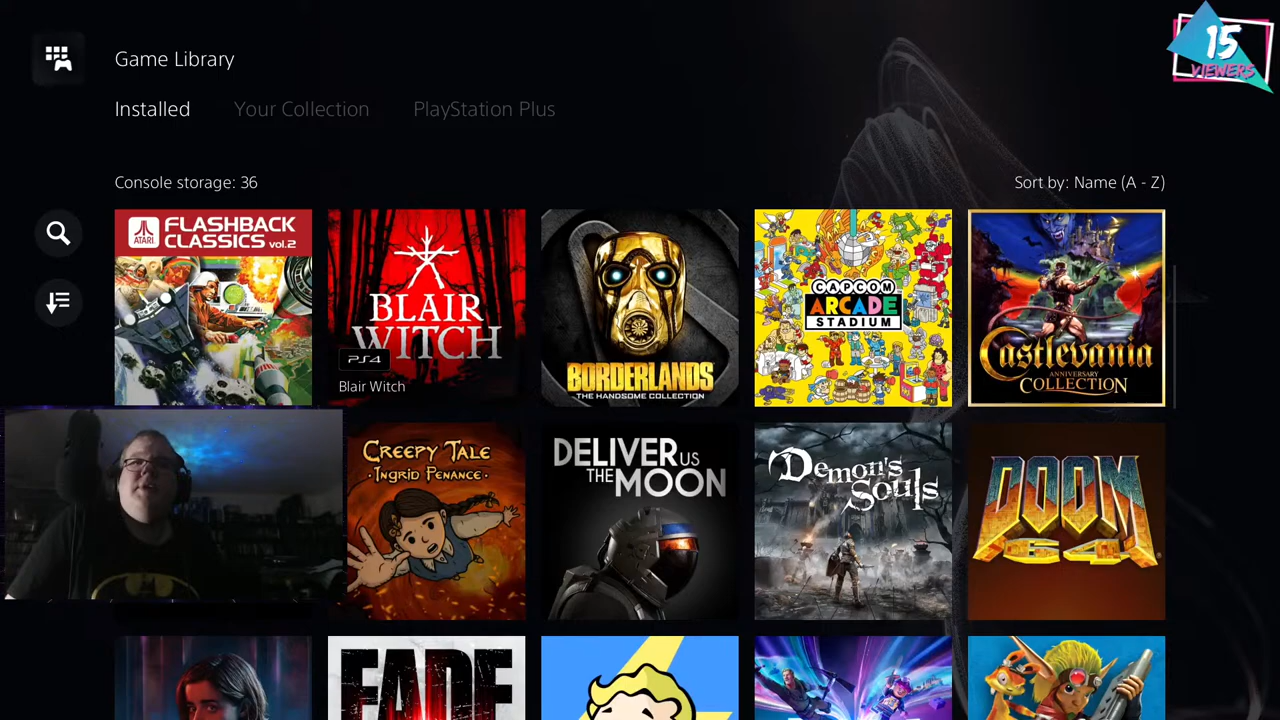 15
VIEWERS
Game Library
Installed
Your Collection
PlayStation Plus
Console storage: 36
Sort by: Name (A - Z)
ATARI
FLASHBACK
CLASSICS vol.2
BLAIR
WITCH
PS4
Blair Witch
BORDERLANDS
THE HANDSOME COLLECTION
CAPCOM
ARCADE
STADIUM
Castlevania
ANNIVERSARY
COLLECTION
CREEPY TALE
INGRID PENANCE
DELIVER US
THE MOON
Demon's
Souls
DOOM
64
FADE